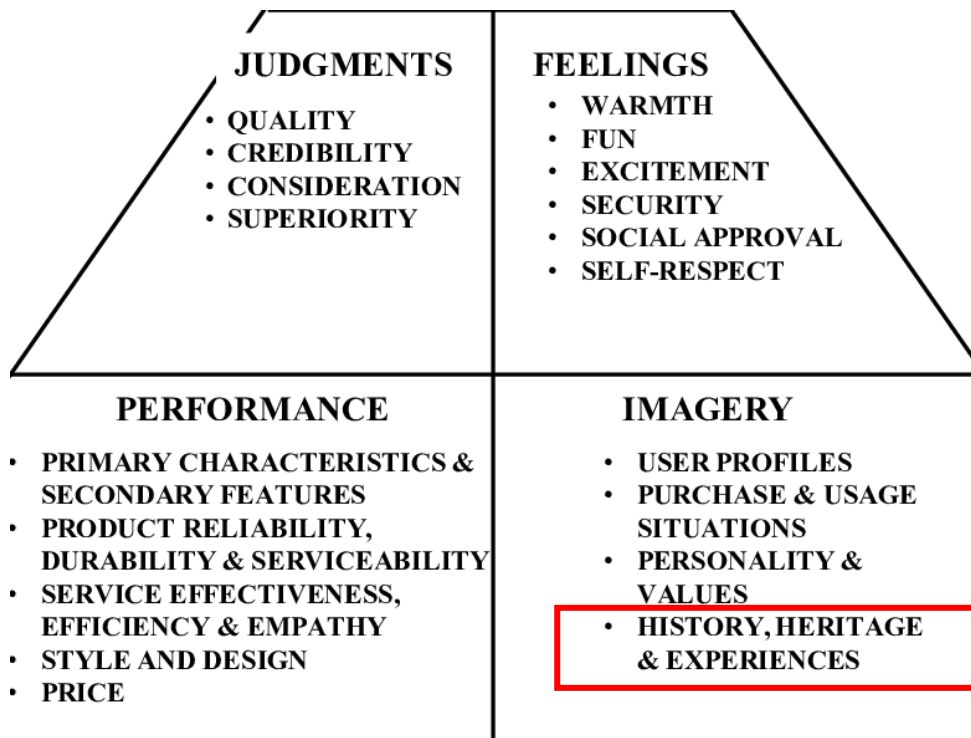 JUDGMENTS
• QUALITY
• CREDIBILITY
• CONSIDERATION
• SUPERIORITY
FEELINGS
• WARMTH
• FUN
• EXCITEMENT
• SECURITY
• SOCIAL APPROVAL
• SELF-RESPECT
PERFORMANCE
• PRIMARY CHARACTERISTICS &
SECONDARY FEATURES
• PRODUCT RELIABILITY,
DURABILITY & SERVICEABILITY
• SERVICE EFFECTIVENESS,
EFFICIENCY & EMPATHY
• STYLE AND DESIGN
• PRICE
IMAGERY
• USER PROFILES
• PURCHASE & USAGE
SITUATIONS
• PERSONALITY &
VALUES
• HISTORY, HERITAGE
& EXPERIENCES